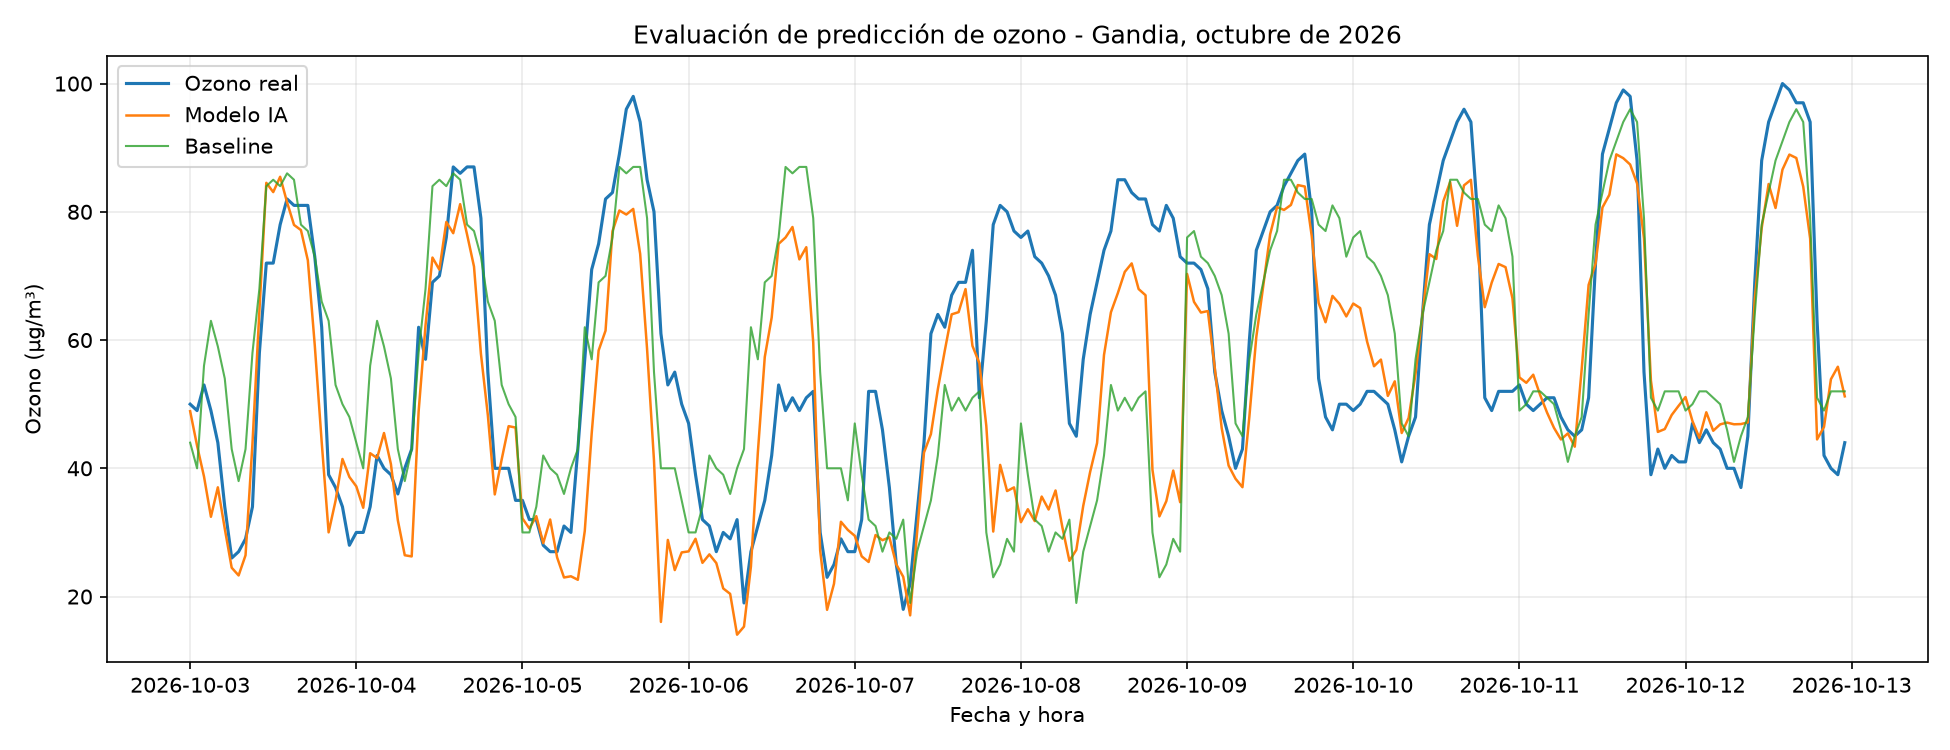 Evaluación de predicción de ozono - Gandia, octubre de 2026
Ozono real
Modelo IA
Baseline
Ozono (µg/m³)
100
80
60
40
20
2026-10-03
2026-10-04
2026-10-05
2026-10-06
2026-10-07
2026-10-08
2026-10-09
2026-10-10
2026-10-11
2026-10-12
2026-10-13
Fecha y hora